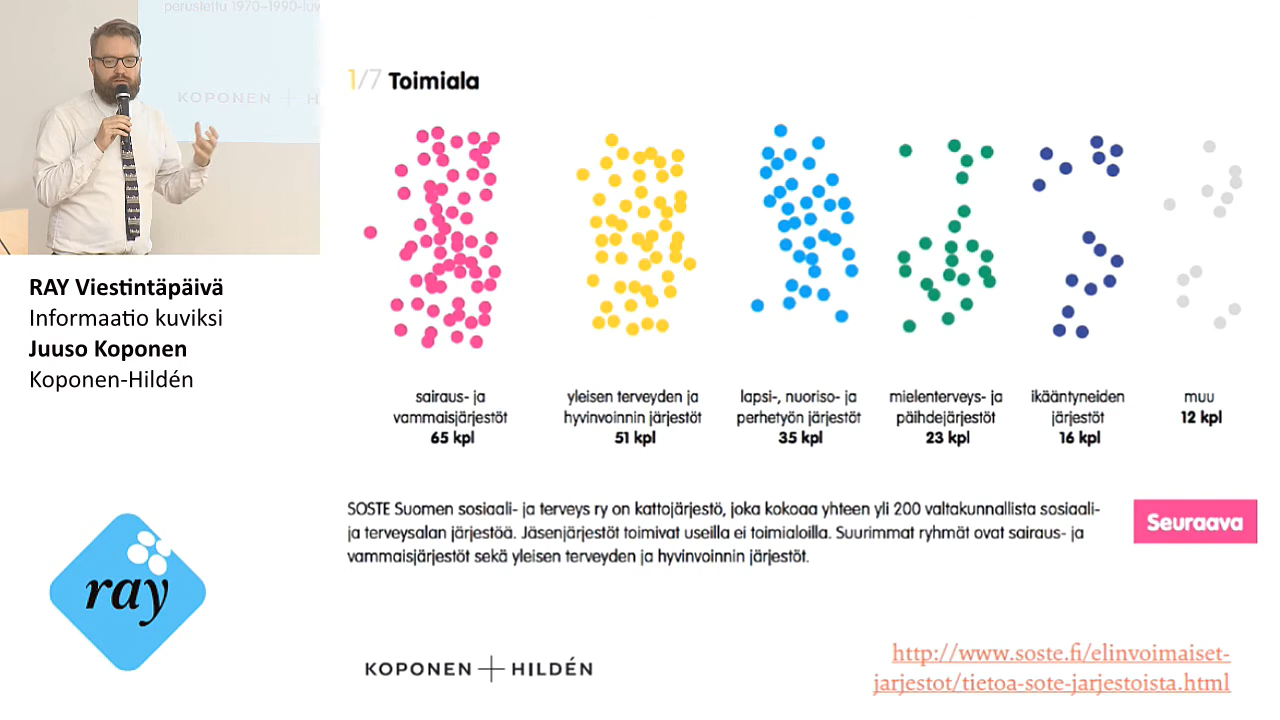 perustettu 1970–1990-luv
KOPONEN + H
RAY Viestintäpäivä
Informaatio kuviksi
Juuso Koponen
Koponen-Hildén
ray
1/7 Toimiala
sairaus- ja
vammaisjärjestöt
65 kpl
yleisen terveyden ja
hyvinvoinnin järjestöt
51 kpl
lapsi-, nuoriso- ja
perhetyön järjestöt
35 kpl
mielenterveys- ja
päihdejärjestöt
23 kpl
ikääntyneiden
järjestöt
16 kpl
muu
12 kpl
SOSTE Suomen sosiaali- ja terveys ry on kattojärjestö, joka kokoaa yhteen yli 200 valtakunnallista sosiaali-
ja terveysalan järjestöä. Jäsenjärjestöt toimivat useilla ei toimialoilla. Suurimmat ryhmät ovat sairaus- ja
vammaisjärjestöt sekä yleisen terveyden ja hyvinvoinnin järjestöt.
Seuraava
KOPONEN + HILDÉN
http://www.soste.fi/elinvoimaiset-
jarjestot/tietoa-sote-jarjestoista.html